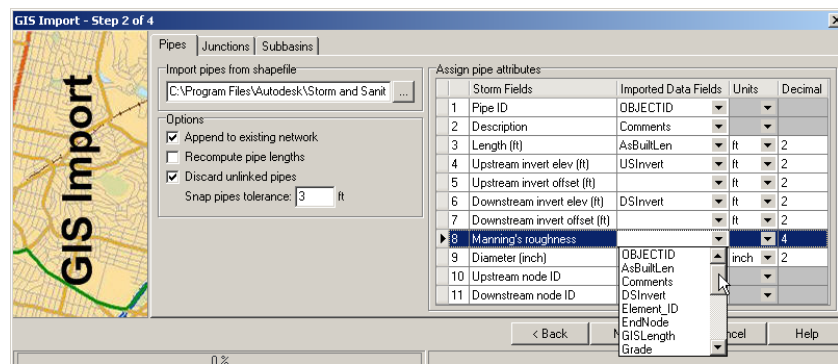 GIS Import - Step 2 of 4
GIS Import
Pipes Junctions Subbasins
Import pipes from shapefile
C:\Program Files\Autodesk\Storm and Sanit ...
Options
Append to existing network
Recompute pipe lengths
Discard unlinked pipes
Snap pipes tolerance: 3 ft
Assign pipe attributes
Storm Fields Imported Data Fields Units Decimal
1 Pipe ID OBJECTID
2 Description Comments
3 Length (ft) AsBuiltLen ft 2
4 Upstream invert elev (ft) USInvert ft 2
5 Upstream invert offset (ft) ft 2
6 Downstream invert elev (ft) DSInvert ft 2
7 Downstream invert offset (ft) ft 2
8 Manning's roughness 4
9 Diameter (inch) inch 2
10 Upstream node ID
11 Downstream node ID
OBJECTID
AsBuiltLen
Comments
DSInvert
Element_ID
EndNode
GISLength
Grade
< Back Help
0 %